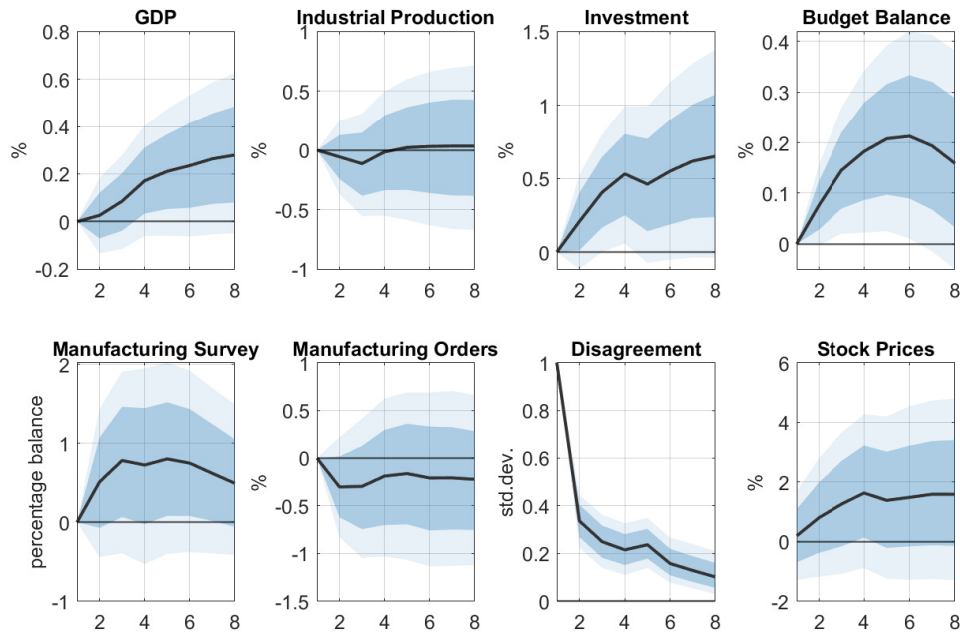 GDP
Industrial Production
Investment
Budget Balance
0.8
0.6
0.4
0.2
0
-0.2
%
2 4 6 8
1
0.5
0
-0.5
-1
%
2 4 6 8
1.5
1
0.5
0
%
2 4 6 8
0.4
0.3
0.2
0.1
0
%
2 4 6 8
Manufacturing Survey
Manufacturing Orders
Disagreement
Stock Prices
2
1
0
-1
percentage balance
2 4 6 8
1
0.5
0
-0.5
-1
-1.5
%
2 4 6 8
1
0.8
0.6
0.4
0.2
0
std.dev.
2 4 6 8
6
4
2
0
-2
%
2 4 6 8